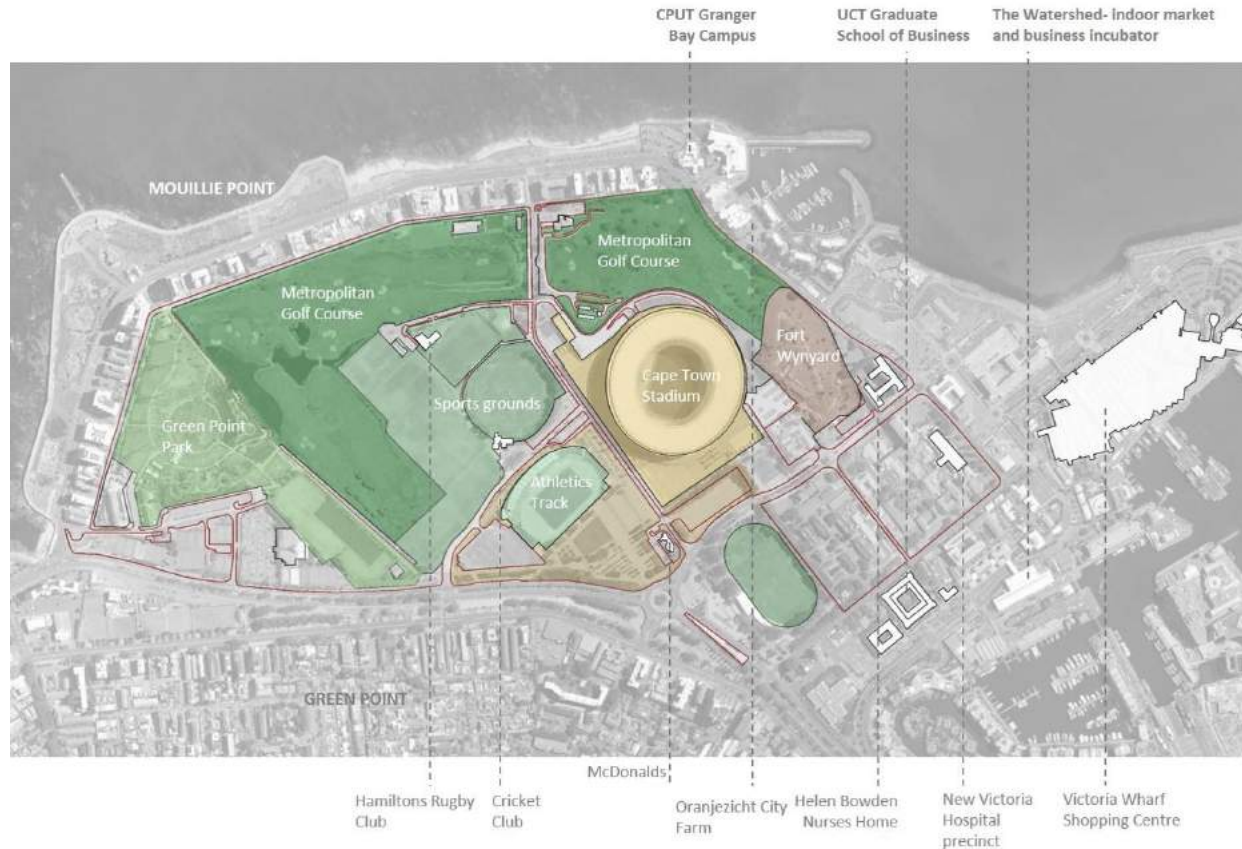 CPUT Granger
Bay Campus
UCT Graduate
School of Business
The Watershed- indoor market
and business incubator
MOUILLIE POINT
Metropolitan
Golf Course
Metropolitan
Golf Course
Fort
Wynyard
Cape Town
Stadium
Sports grounds
Green Point
Park
Athletics
Track
GREEN POINT
McDonalds
Hamiltons Rugby
Club
Cricket
Club
Oranjezicht City
Farm
Helen Bowden
Nurses Home
New Victoria
Hospital
precinct
Victoria Wharf
Shopping Centre